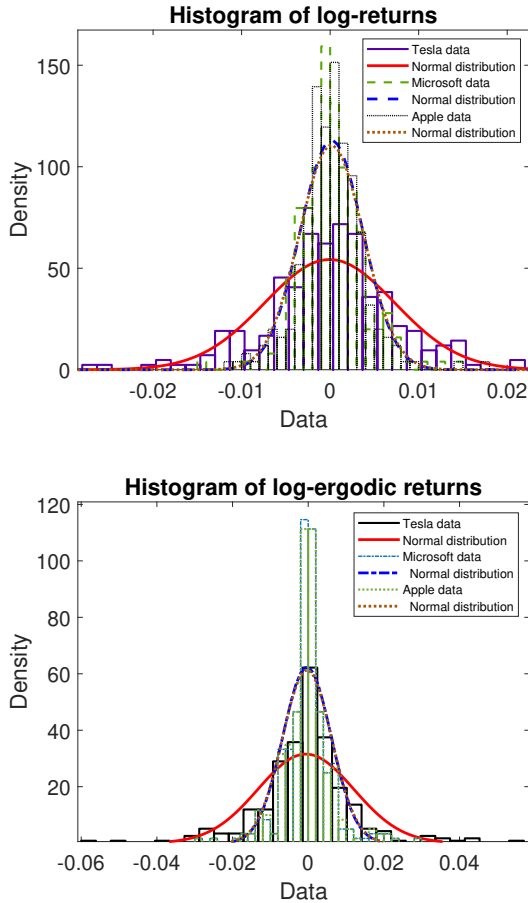 Histogram of log-returns
Tesla data
Normal distribution
Microsoft data
Normal distribution
Apple data
Normal distribution
150
100
50
0
Density
-0.02 -0.01 0 0.01 0.02
Data
Histogram of log-ergodic returns
Tesla data
Normal distribution
Microsoft data
Normal distribution
Apple data
Normal distribution
120
100
80
60
40
20
Density
-0.06 -0.04 -0.02 0 0.02 0.04
Data